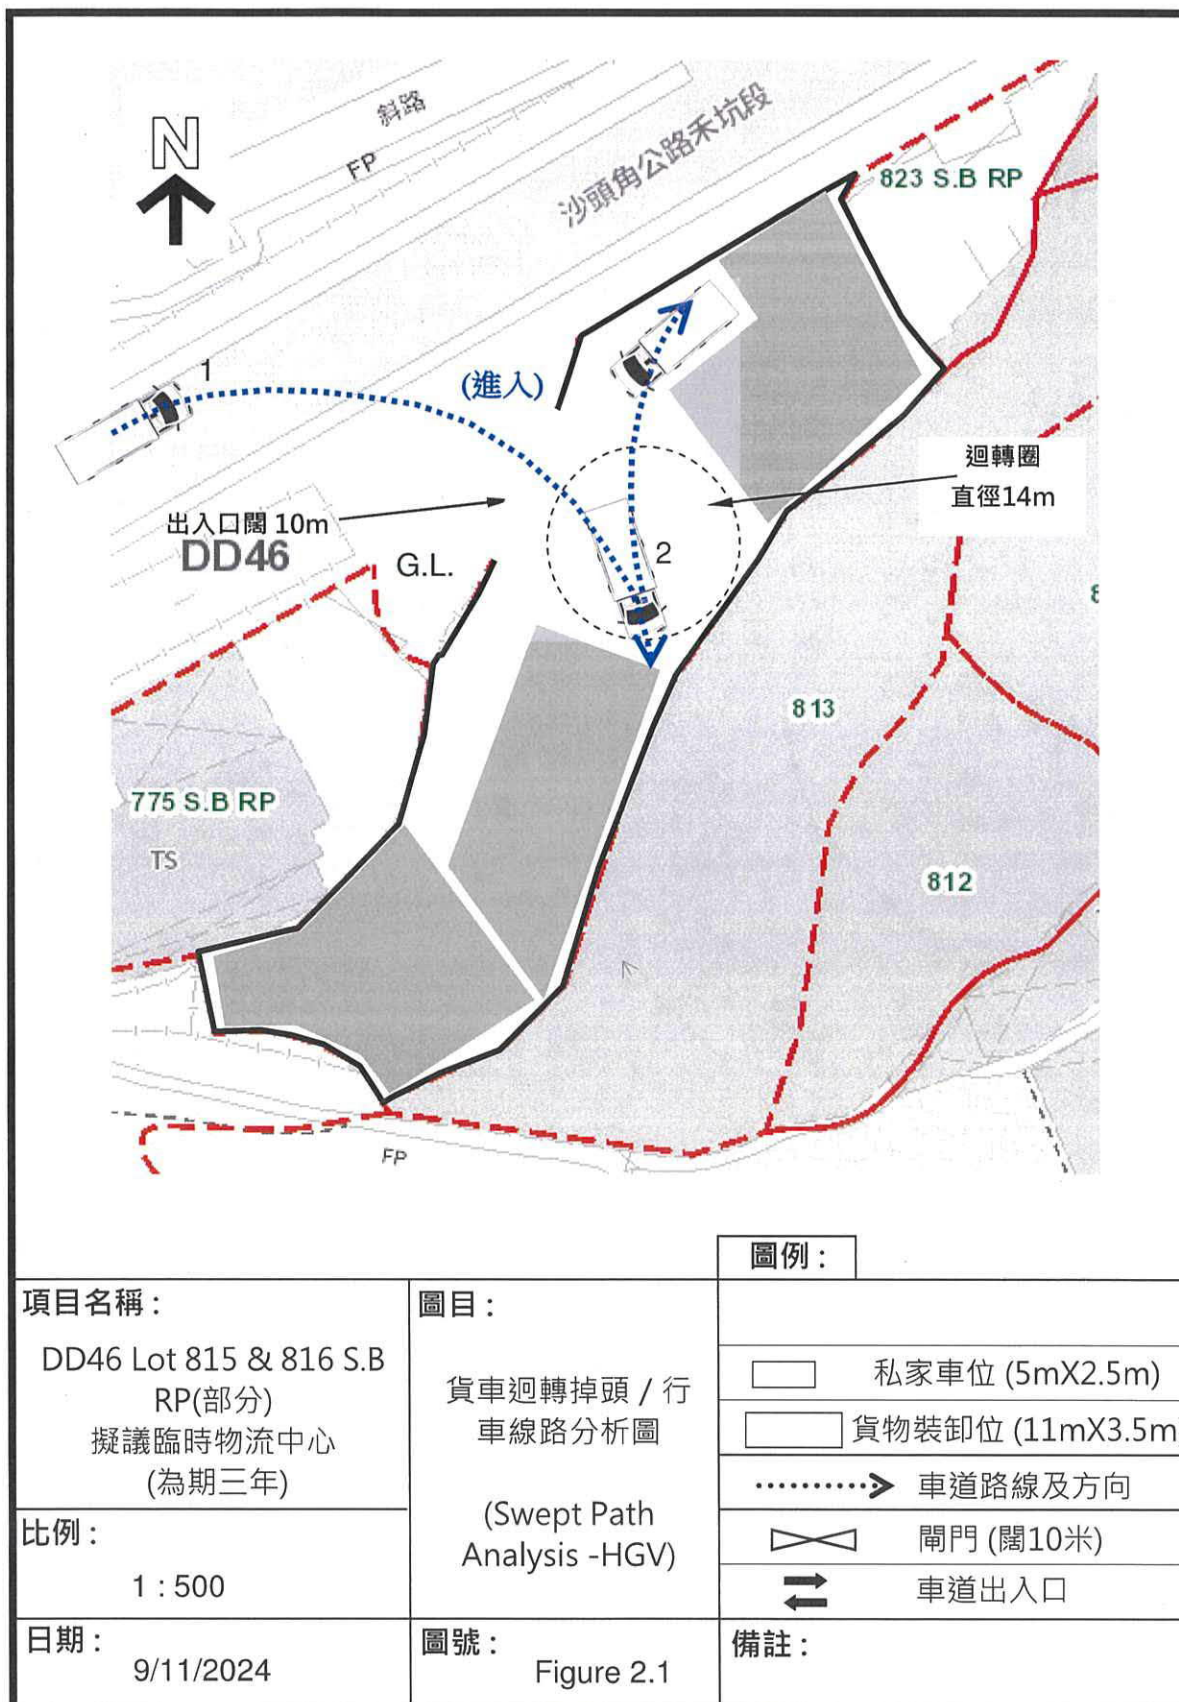 N
斜路
FP
沙頭角公路禾坑段
823 S.B RP
1
(進入)
迴轉圈
直徑14m
出入口闊 10m
DD46
G.L.
2
8
813
775 S.B RP
TS
812
FP
圖例 :
項目名稱 :
DD46 Lot 815 & 816 S.B
RP(部分)
擬議臨時物流中心
(為期三年)
圖目 :
貨車迴轉掉頭 / 行
車線路分析圖
(Swept Path
Analysis -HGV)
私家車位 (5mX2.5m)
貨物裝卸位 (11mX3.5m
車道路線及方向
閘門 (闊10米)
車道出入口
比例 :
1 : 500
日期 :
9/11/2024
圖號 :
Figure 2.1
備註 :